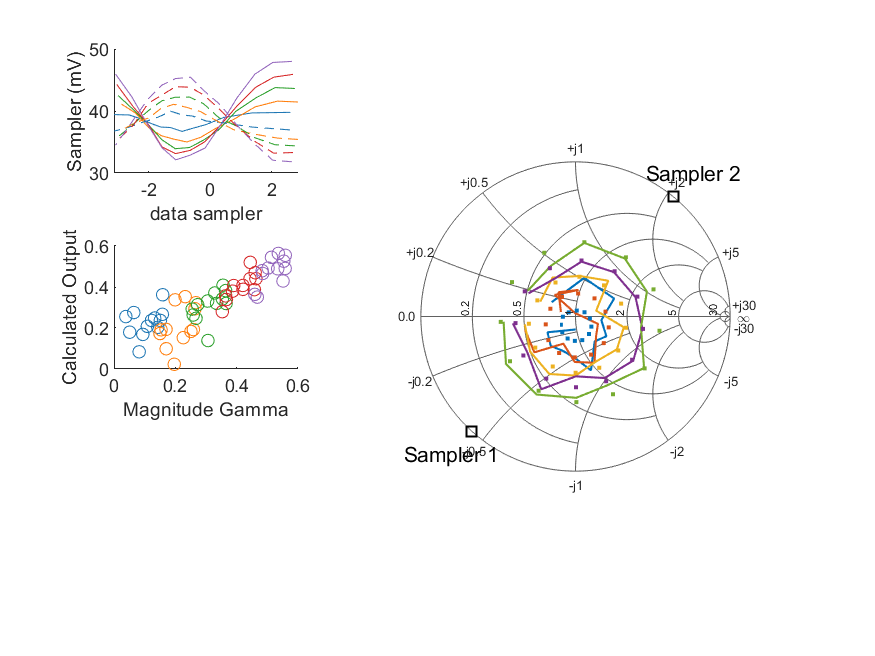 50
40
30
Sampler (mV)
-2 0 2
data sampler
0.6
0.4
0.2
0
Calculated Output
0 0.2 0.4 0.6
Magnitude Gamma
+j1
Sampler 2
+j0.5
+j2
+j0.2
+j5
0.0
0.2
0.5
1
2
5
30
+j30
∞
-j30
-j0.2
-j5
Sampler 1
-j0.5
-j2
-j1